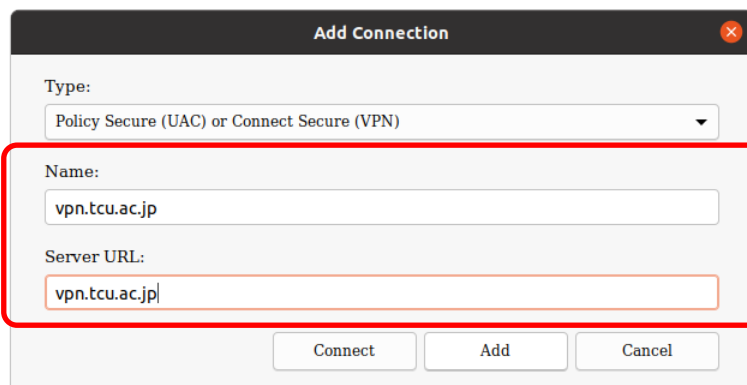 Add Connection
Type:
Policy Secure (UAC) or Connect Secure (VPN)
Name:
vpn.tcu.ac.jp
Server URL:
vpn.tcu.ac.jp
Connect
Add
Cancel